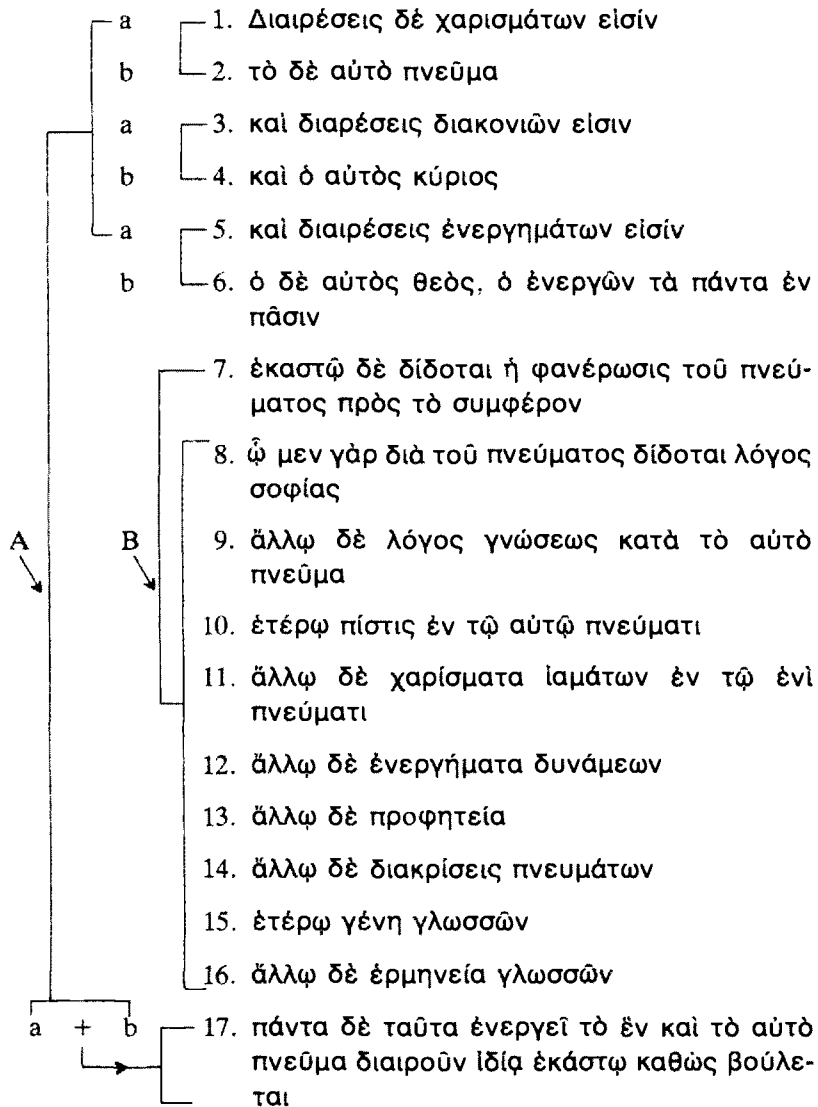 a 1. Διαιρέσεις δέ χαρισμάτων εἰσίν
b 2. τὸ δὲ αὐτὸ πνεῦμα
a 3. καὶ διαρέσεις διακονιῶν εἰσιν
b 4. καὶ ὁ αὐτὸς κύριος
a 5. καὶ διαιρέσεις ἐνεργημάτων εἰσίν
b 6. ὁ δὲ αὐτὸς θεὸς, ὁ ἐνεργῶν τὰ πάντα ἐν
πᾶσιν
7. ἑκαστῷ δὲ δίδοται ἡ φανέρωσις τοῦ πνεύ-
ματος πρὸς τὸ συμφέρον
8. ᾧ μεν γὰρ διὰ τοῦ πνεύματος δίδοται λόγος
σοφίας
A B 9. ἄλλῳ δὲ λόγος γνώσεως κατὰ τὸ αὐτὸ
πνεῦμα
10. ἑτέρῳ πίστις ἐν τῷ αὐτῷ πνεύματι
11. ἄλλῳ δὲ χαρίσματα ἰαμάτων ἐν τῷ ἑνὶ
πνεύματι
12. ἄλλῳ δὲ ἐνεργήματα δυνάμεων
13. ἄλλῳ δὲ προφητεία
14. ἄλλῳ δὲ διακρίσεις πνευμάτων
15. ἑτέρῳ γένη γλωσσῶν
16. ἄλλῳ δὲ ἑρμηνεία γλωσσῶν
a + b 17. πάντα δὲ ταῦτα ἐνεργεῖ τὸ ἓν καὶ τὸ αὐτὸ
πνεῦμα διαιροῦν ἰδίᾳ ἑκάστῳ καθὼς βούλε-
ται